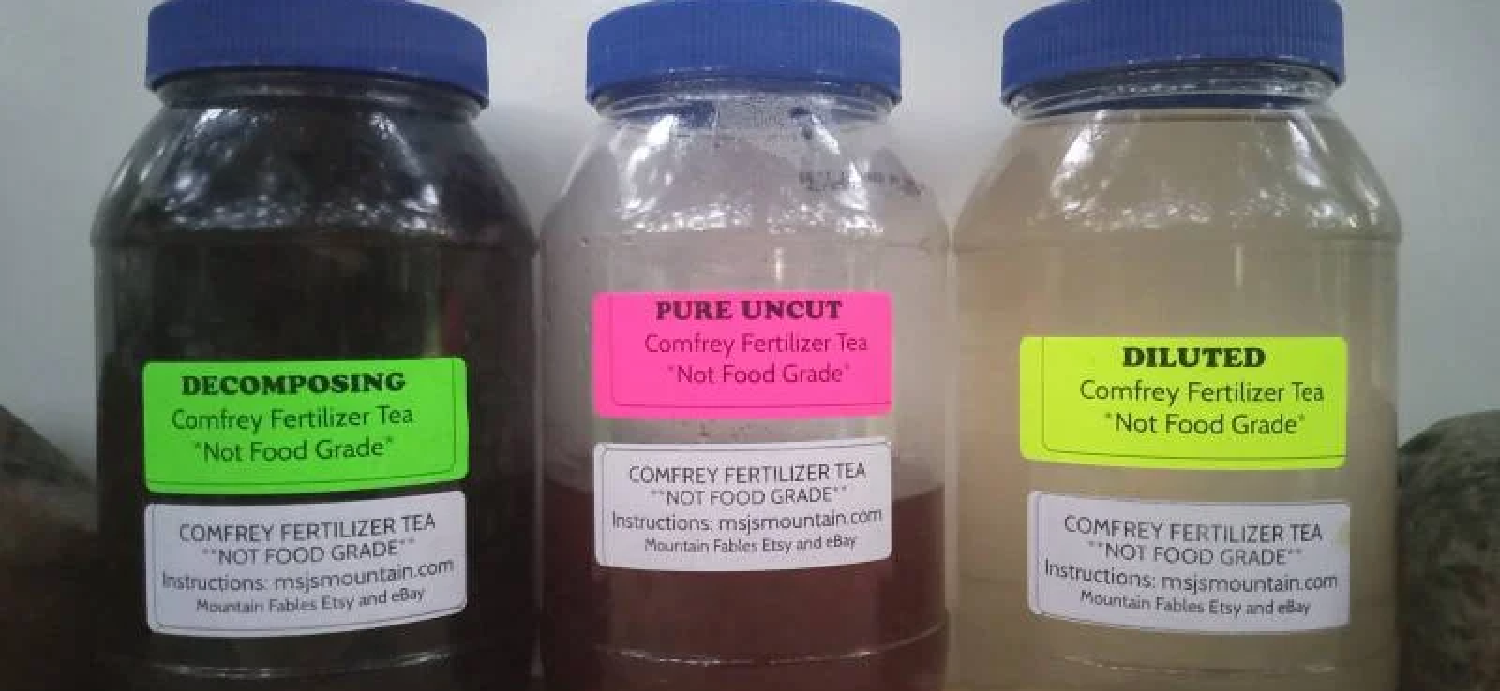 DECOMPOSING
Comfrey Fertilizer Tea
*Not Food Grade*
COMFREY FERTILIZER TEA
**NOT FOOD GRADE**
Instructions: msjsmountain.com
Mountain Fables Etsy and eBay
PURE UNCUT
Comfrey Fertilizer Tea
*Not Food Grade*
COMFREY FERTILIZER TEA
**NOT FOOD GRADE**
Instructions: msjsmountain.com
Mountain Fables Etsy and eBay
DILUTED
Comfrey Fertilizer Tea
*Not Food Grade*
COMFREY FERTILIZER TEA
**NOT FOOD GRADE**
Instructions: msjsmountain.com
Mountain Fables Etsy and eBay